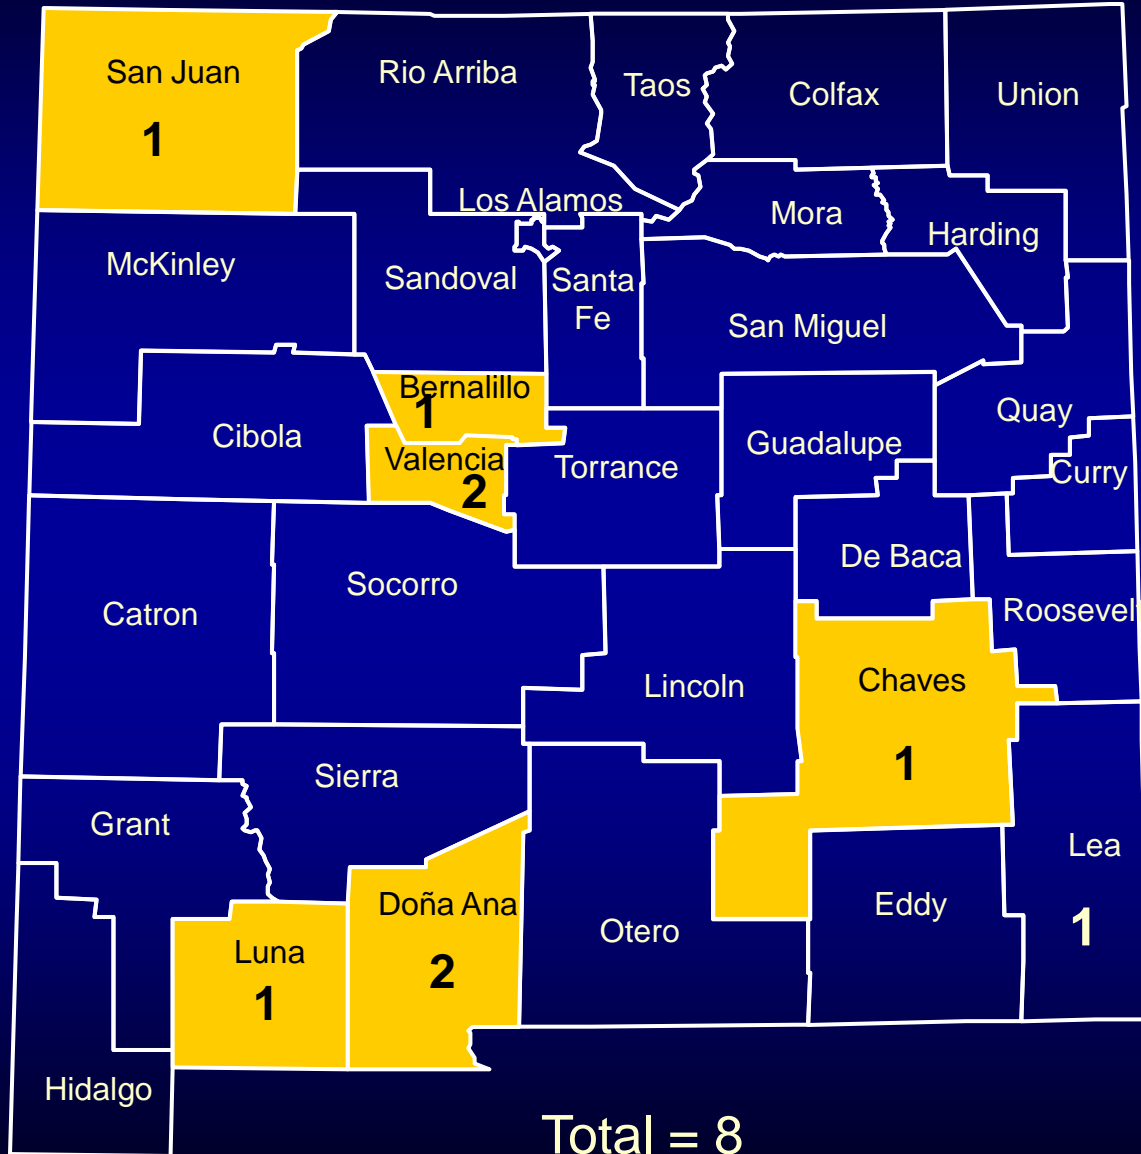 San Juan
1
Rio Arriba
Taos
Colfax
Union
Los Alamos
Mora
Harding
McKinley
Sandoval
Santa
Fe
San Miguel
Bernalillo
1
Quay
Cibola
Guadalupe
Valencia
2
Torrance
Curry
De Baca
Socorro
Catron
Roosevelt
Lincoln
Chaves
1
Sierra
Grant
Lea
1
Doña Ana
2
Eddy
Otero
Luna
1
Hidalgo
Total = 8